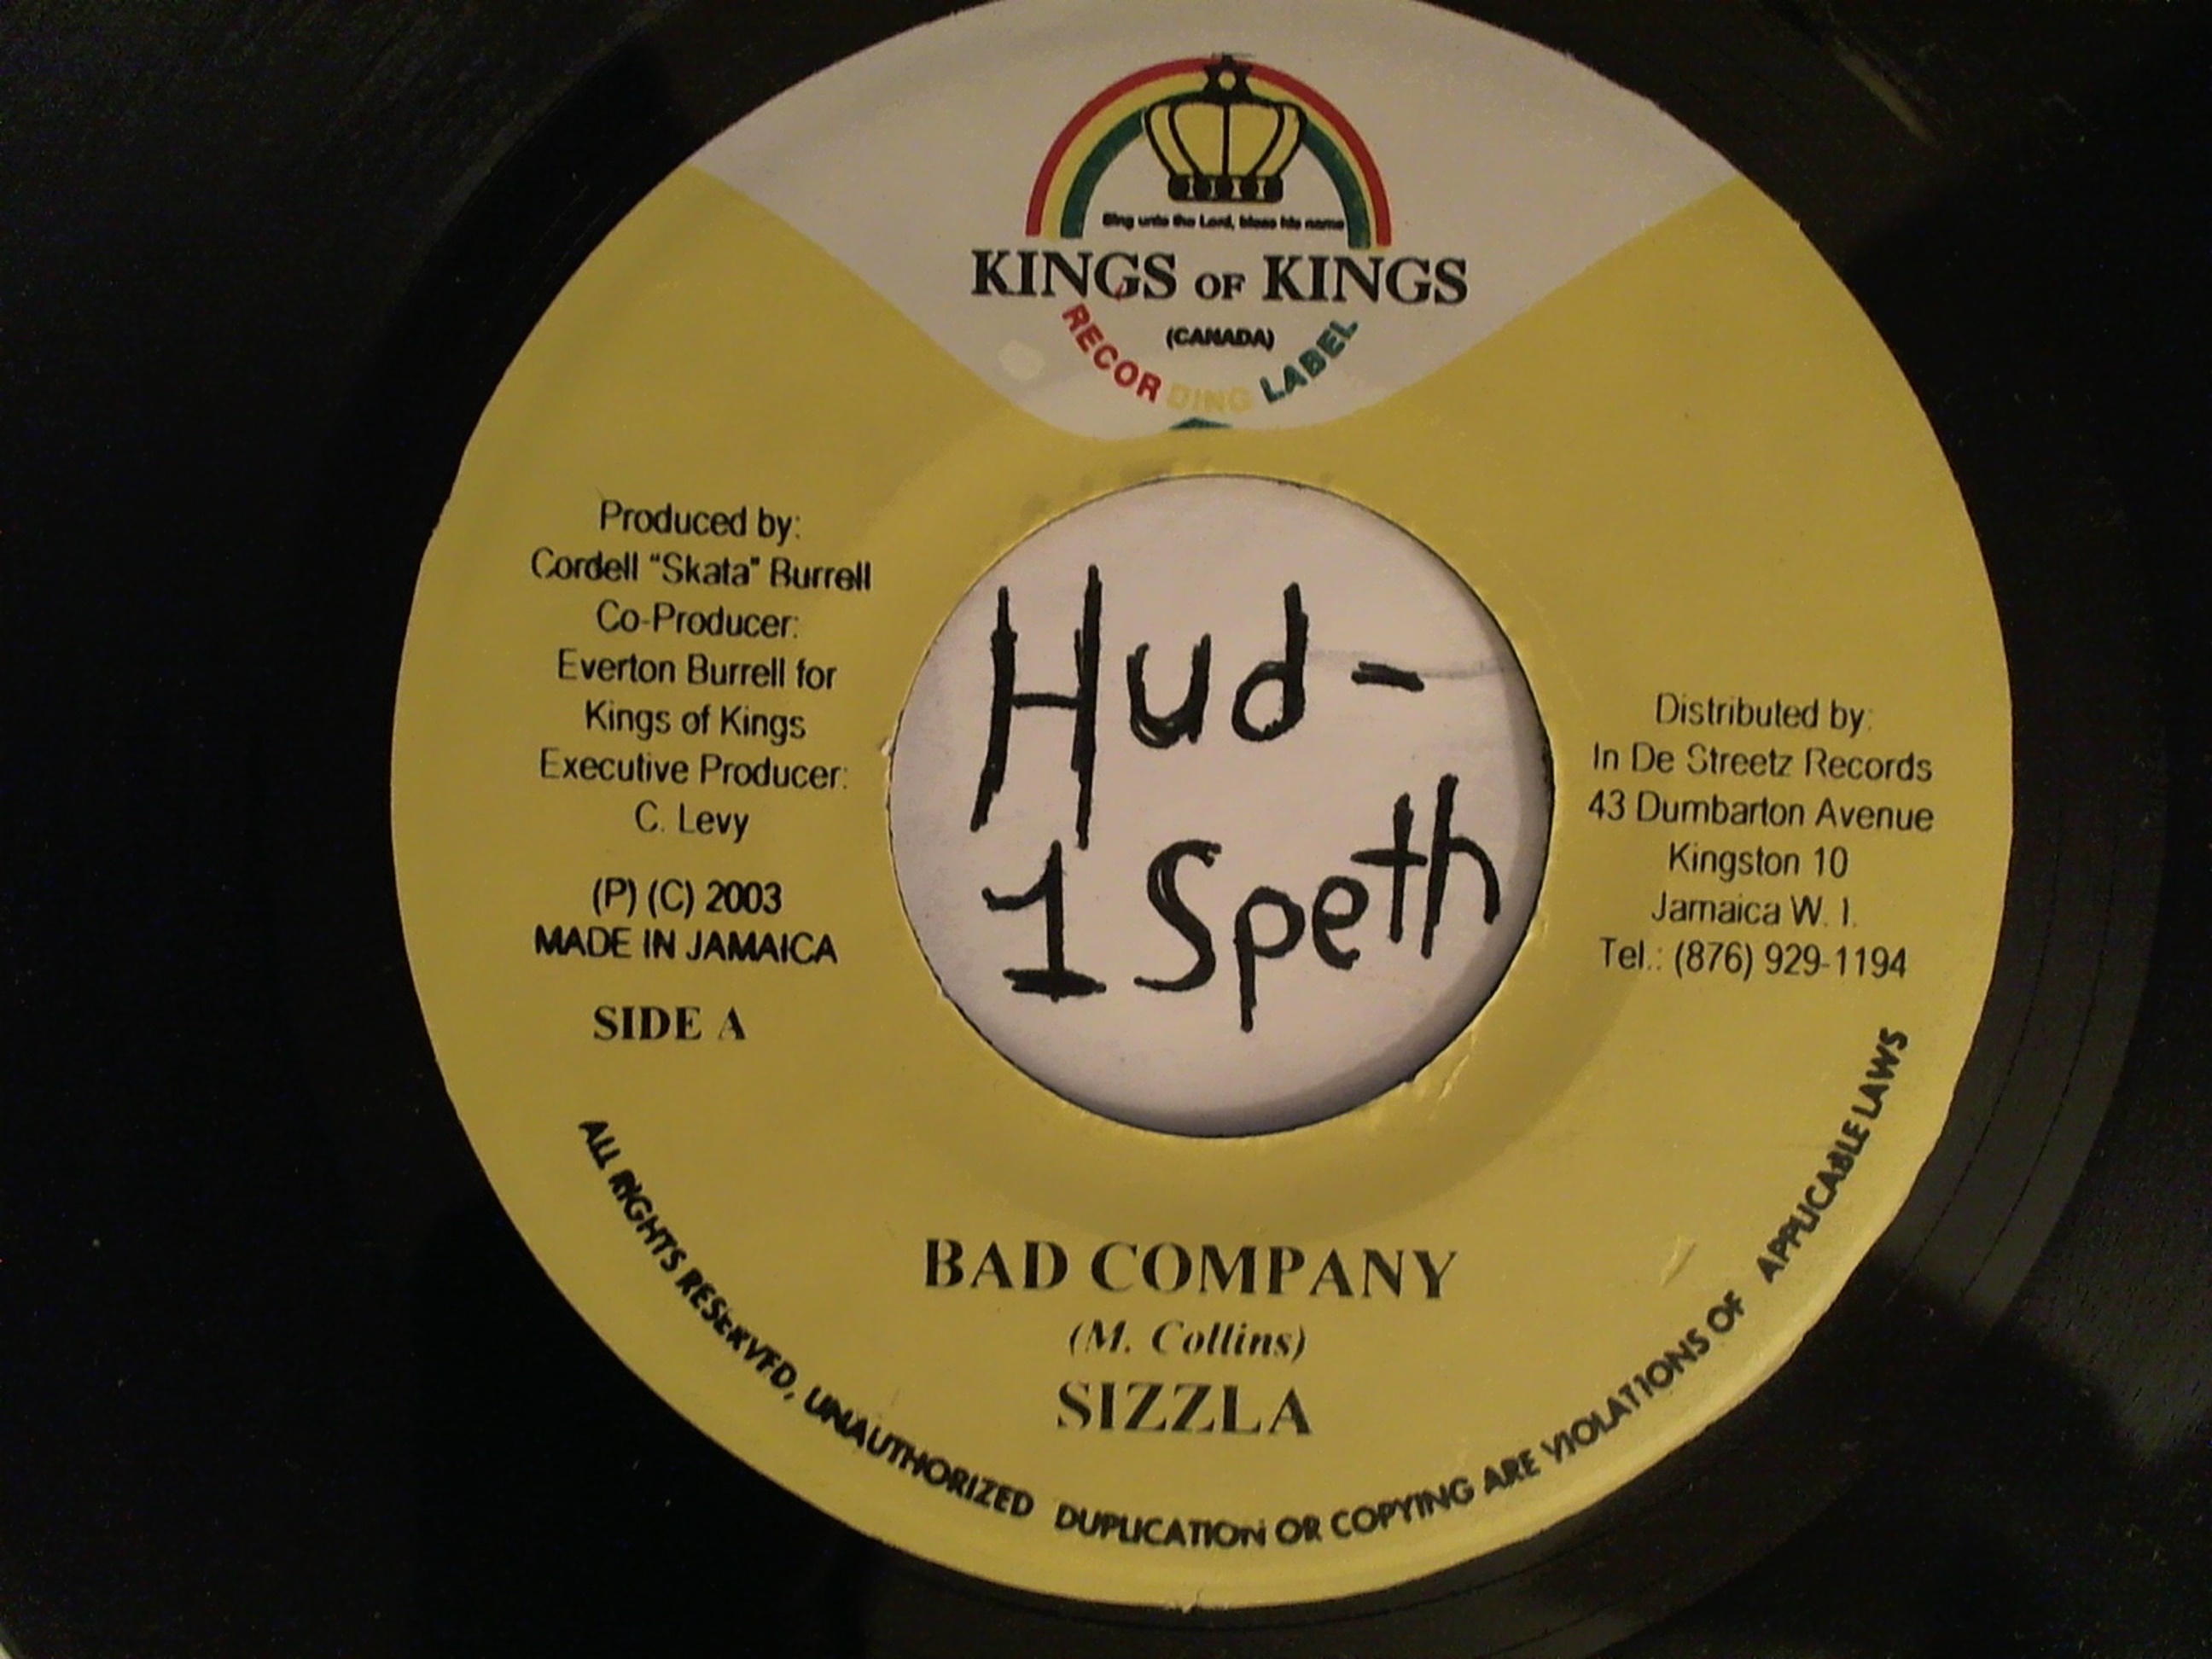 Sing unto the Lord, bless his name
KINGS OF KINGS
(CANADA)
RECORDING LABEL
Produced by:
Cordell “Skata” Burrell
Co-Producer:
Everton Burrell for
Kings of Kings
Executive Producer:
C. Levy
(P) (C) 2003
MADE IN JAMAICA
SIDE A
Hud-
1 Speth
Distributed by:
In De Streetz Records
43 Dumbarton Avenue
Kingston 10
Jamaica W. I.
Tel.: (876) 929-1194
BAD COMPANY
(M. Collins)
SIZZLA
ALL RIGHTS RESERVED, UNAUTHORIZED DUPLICATION OR COPYING ARE VIOLATIONS OF APPLICABLE LAWS